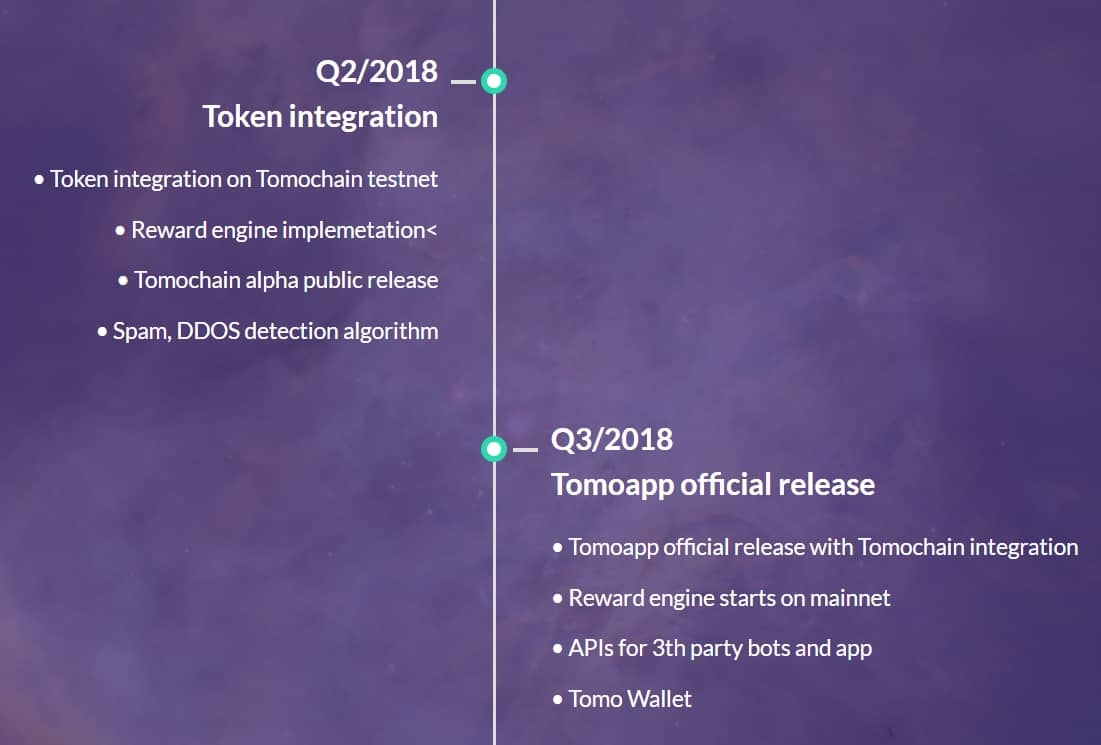 Q2/2018
Token integration
• Token integration on Tomochain testnet
• Reward engine implemetation<
• Tomochain alpha public release
• Spam, DDOS detection algorithm
Q3/2018
Tomoapp official release
• Tomoapp official release with Tomochain integration
• Reward engine starts on mainnet
• APIs for 3th party bots and app
• Tomo Wallet